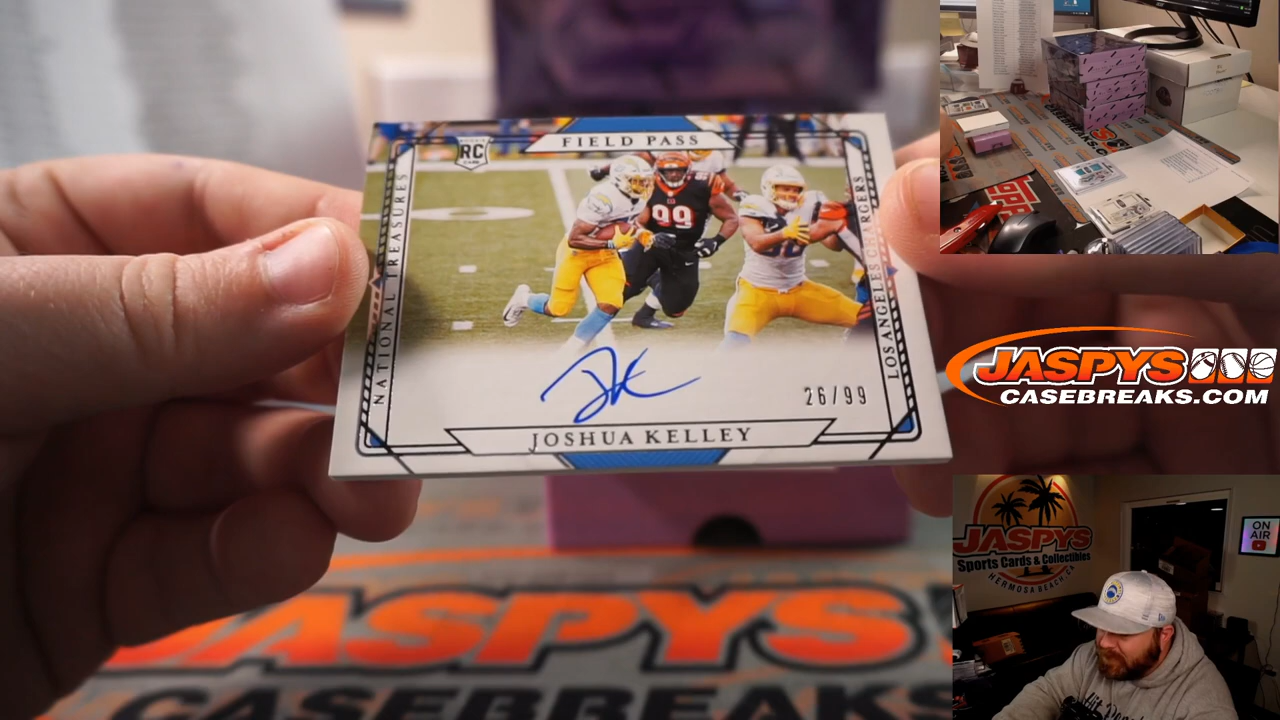 RC
FIELD PASS
NATIONAL TREASURES
LOS ANGELES CHARGERS
99
26/99
JOSHUA KELLEY
JASPYS
CASEBREAKS.COM
JASPYS
Sports Cards & Collectibles
HERMOSA BEACH, CA
ON
AIR
JASPYS
CASEBREAKS